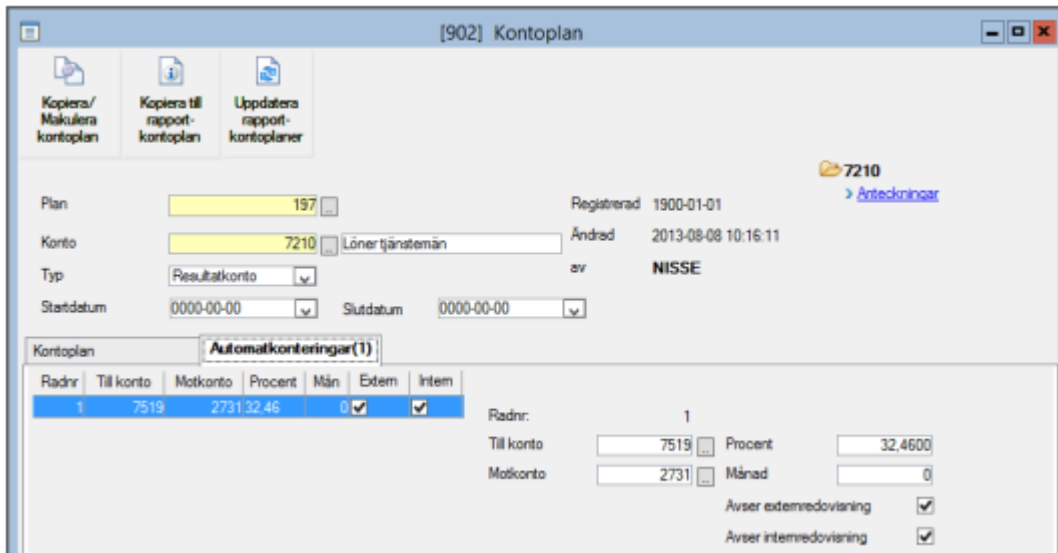 [902] Kontoplan
Kopiera/ Makulera kontoplan
Kopiera till rapport- kontoplan
Uppdatera rapport- kontoplaner
7210
Anteckningar
Plan 197 Registrerad 1900-01-01
Konto 7210 Löner tjänstemän Ändrad 2013-08-08 10:16:11
Typ Resultatkonto av NISSE
Startdatum 0000-00-00 Slutdatum 0000-00-00
Kontoplan Automatkonteringar(1)
Radnr Till konto Motkonto Procent Mån Extern Intern
1 7519 2731 32,46 0
Radnr: 1
Till konto 7519 Procent 32,4600
Motkonto 2731 Månad 0
Avser externredovisning
Avser internredovisning